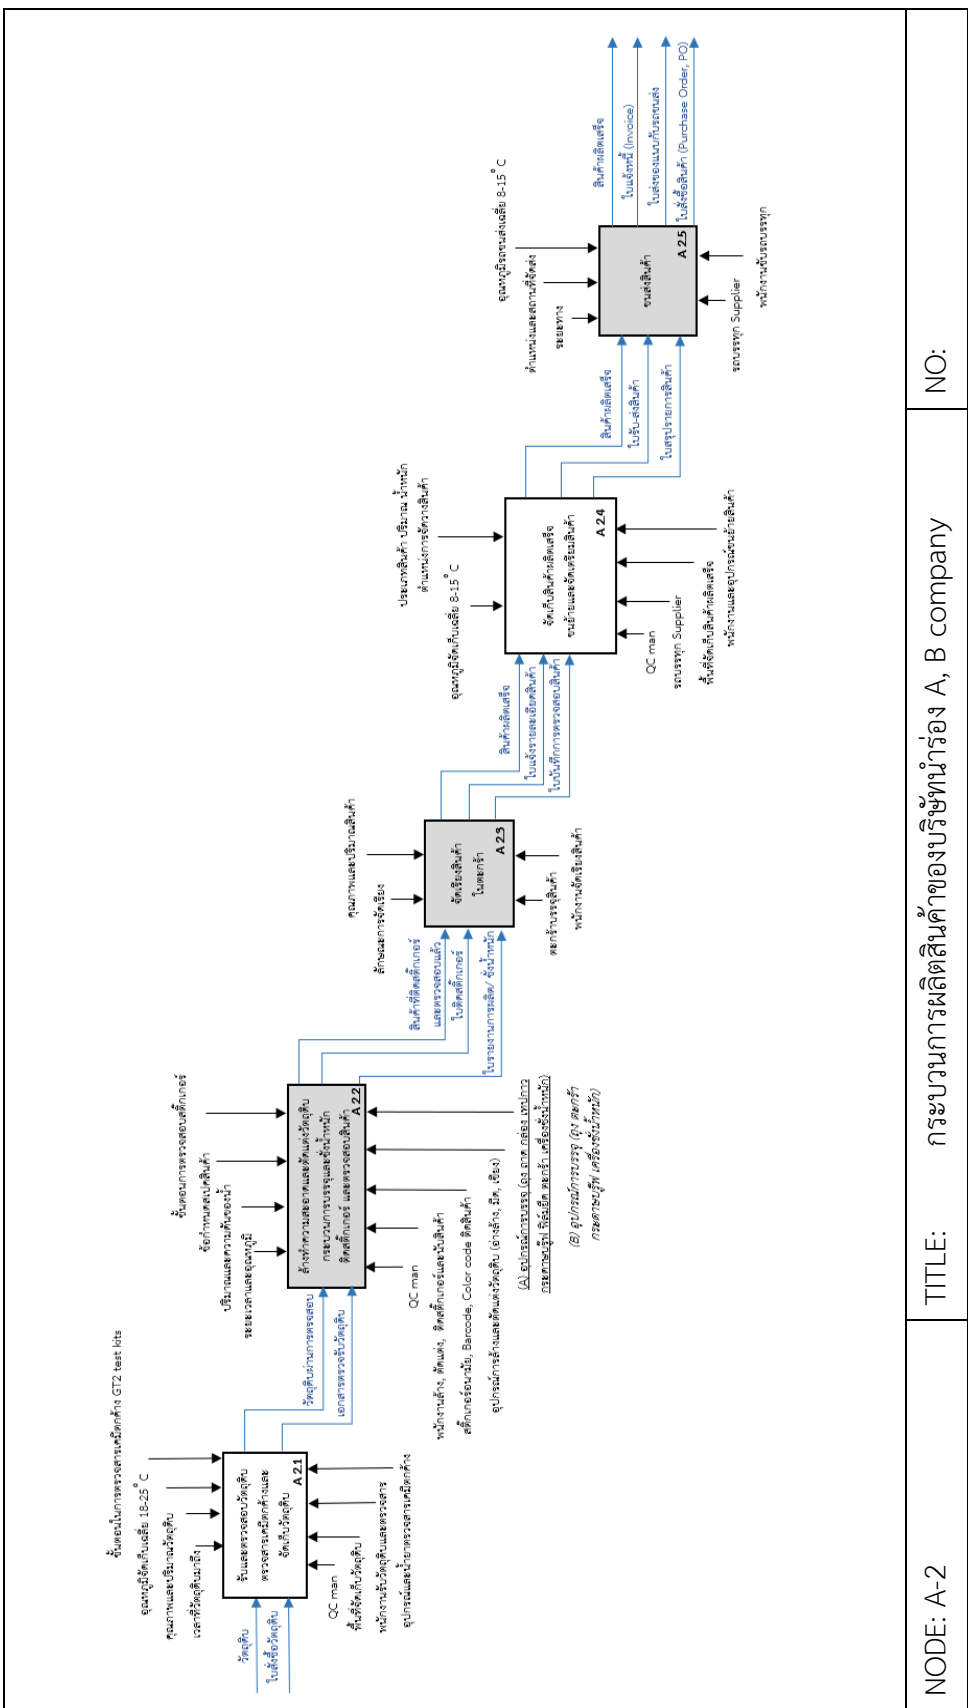 วัตถุดิบ
ใบสั่งซื้อวัตถุดิบ
ขั้นตอนในการตรวจสารเคมีตกค้าง GT2 test kits
อุณหภูมิจัดเก็บเฉลี่ย 18-25 ° C
คุณภาพและปริมาณวัตถุดิบ
เวลาที่วัตถุดิบมาถึง
รับและตรวจสอบวัตถุดิบ
ตรวจสารเคมีตกค้างและ
จัดเก็บวัตถุดิบ
A 2.1
QC man
พื้นที่จัดเก็บวัตถุดิบ
พนักงานรับวัตถุดิบและตรวจสาร
อุปกรณ์และน้ำยาตรวจสารเคมีตกค้าง
วัตถุดิบผ่านการตรวจสอบ
เอกสารตรวจรับวัตถุดิบ
ขั้นตอนการตรวจสอบสติ๊กเกอร์
ข้อกำหนดสเปคสินค้า
ปริมาณและความดันของน้ำ
ระยะเวลาและอุณหภูมิ
ล้างทำความสะอาดและตัดแต่งวัตถุดิบ
กระบวนการบรรจุและชั่งน้ำหนัก
ติดสติ๊กเกอร์ และตรวจสอบสินค้า
A 2.2
QC man
พนักงานล้าง, ตัดแต่ง, ติดสติ๊กเกอร์และนับสินค้า
สติ๊กเกอร์อนามัย, Barcode, Color code ติดสินค้า
อุปกรณ์การล้างและตัดแต่งวัตถุดิบ (อ่างล้าง, มีด, เขียง)
(A) อุปกรณ์การบรรจุ (ถุง ถาด กล่อง เทปกาว
กระดาษบรู๊ฟ ฟิล์มยืด ตะกร้า เครื่องชั่งน้ำหนัก)
(B) อุปกรณ์การบรรจุ (ถุง ตะกร้า
กระดาษบรู๊ฟ เครื่องชั่งน้ำหนัก)
สินค้าที่ติดสติ๊กเกอร์
และตรวจสอบแล้ว
ใบติดสติ๊กเกอร์
ใบรายงานการผลิต/ ชั่งน้ำหนัก
คุณภาพและปริมาณสินค้า
ลักษณะการจัดเรียง
จัดเรียงสินค้า
ในตะกร้า
A 2.3
ตะกร้าบรรจุสินค้า
พนักงานจัดเรียงสินค้า
สินค้าผลิตเสร็จ
ใบแจ้งรายละเอียดสินค้า
ใบบันทึกการตรวจสอบสินค้า
ประเภทสินค้า ปริมาณ น้ำหนัก
ตำแหน่งการจัดวางสินค้า
อุณหภูมิจัดเก็บเฉลี่ย 8-15 ° C
จัดเก็บสินค้าผลิตเสร็จ
ขนย้ายและจัดเตรียมสินค้า
A 2.4
QC man
รถบรรทุก Supplier
พื้นที่จัดเก็บสินค้าผลิตเสร็จ
พนักงานและอุปกรณ์ขนย้ายสินค้า
สินค้าผลิตเสร็จ
ใบรับ-ส่งสินค้า
ใบสรุปรายการสินค้า
อุณหภูมิรถขนส่งเฉลี่ย 8-15 ° C
ตำแหน่งและสถานที่จัดส่ง
ระยะทาง
ขนส่งสินค้า
A 2.5
รถบรรทุก Supplier
พนักงานขับรถบรรทุก
สินค้าผลิตเสร็จ
ใบแจ้งหนี้ (Invoice)
ใบส่งของแนบกับรถขนส่ง
ใบสั่งซื้อสินค้า (Purchase Order, PO)
NODE: A-2
TITLE: กระบวนการผลิตสินค้าของบริษัทนำร่อง A, B company
NO: